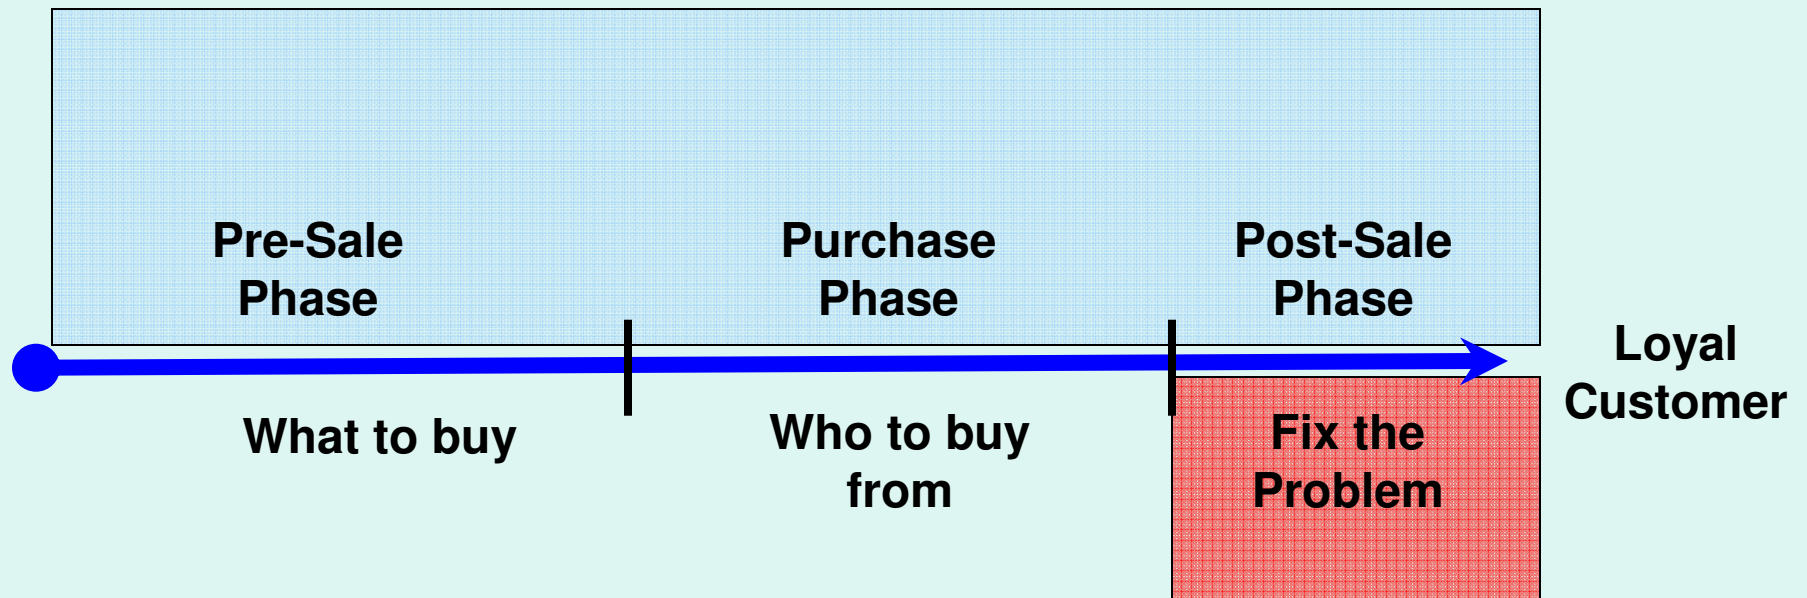 Pre-Sale
Phase
Purchase
Phase
Post-Sale
Phase
Loyal
Customer
What to buy
Who to buy
from
Fix the
Problem